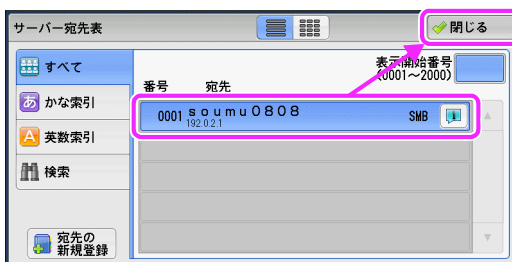 サーバー宛先表
閉じる
すべて
かな索引
英数索引
検索
宛先の
新規登録
表示開始番号
(0001～2000)
番号 宛先
0001 ｓｏｕｍｕ０８０８ SMB
192.0.2.1